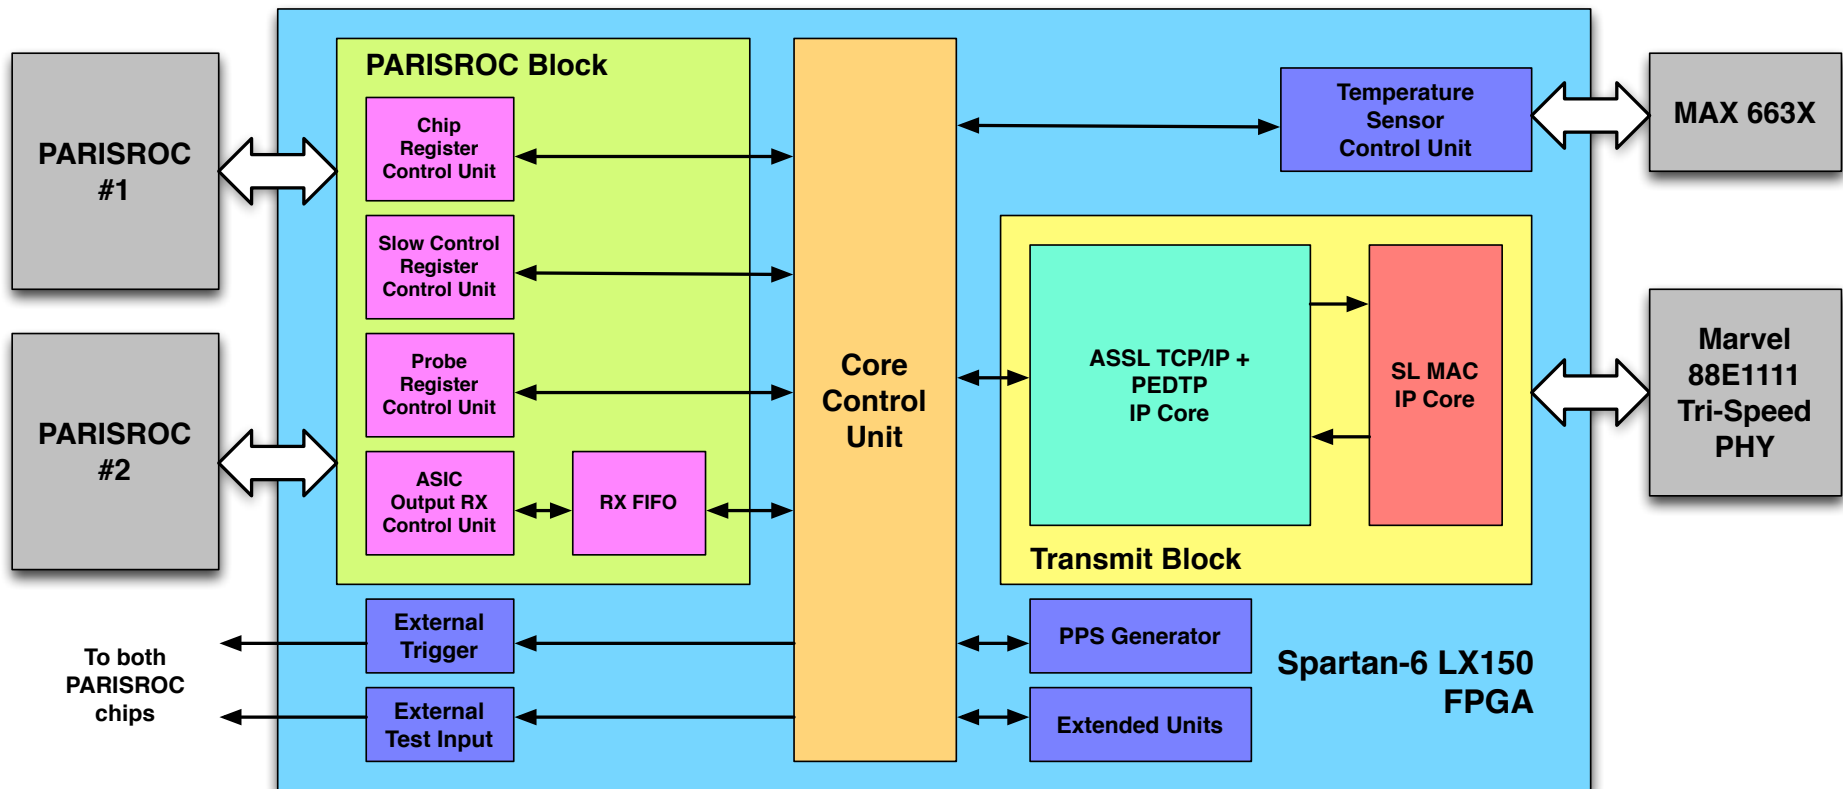 PARISROC
#1
PARISROC
#2
To both
PARISROC
chips
PARISROC Block
Chip
Register
Control Unit
Slow Control
Register
Control Unit
Probe
Register
Control Unit
ASIC
Output RX
Control Unit
RX FIFO
External
Trigger
External
Test Input
Core
Control
Unit
Temperature
Sensor
Control Unit
ASSL TCP/IP +
PEDTP
IP Core
SL MAC
IP Core
Transmit Block
PPS Generator
Extended Units
Spartan-6 LX150
FPGA
MAX 663X
Marvel
88E1111
Tri-Speed
PHY